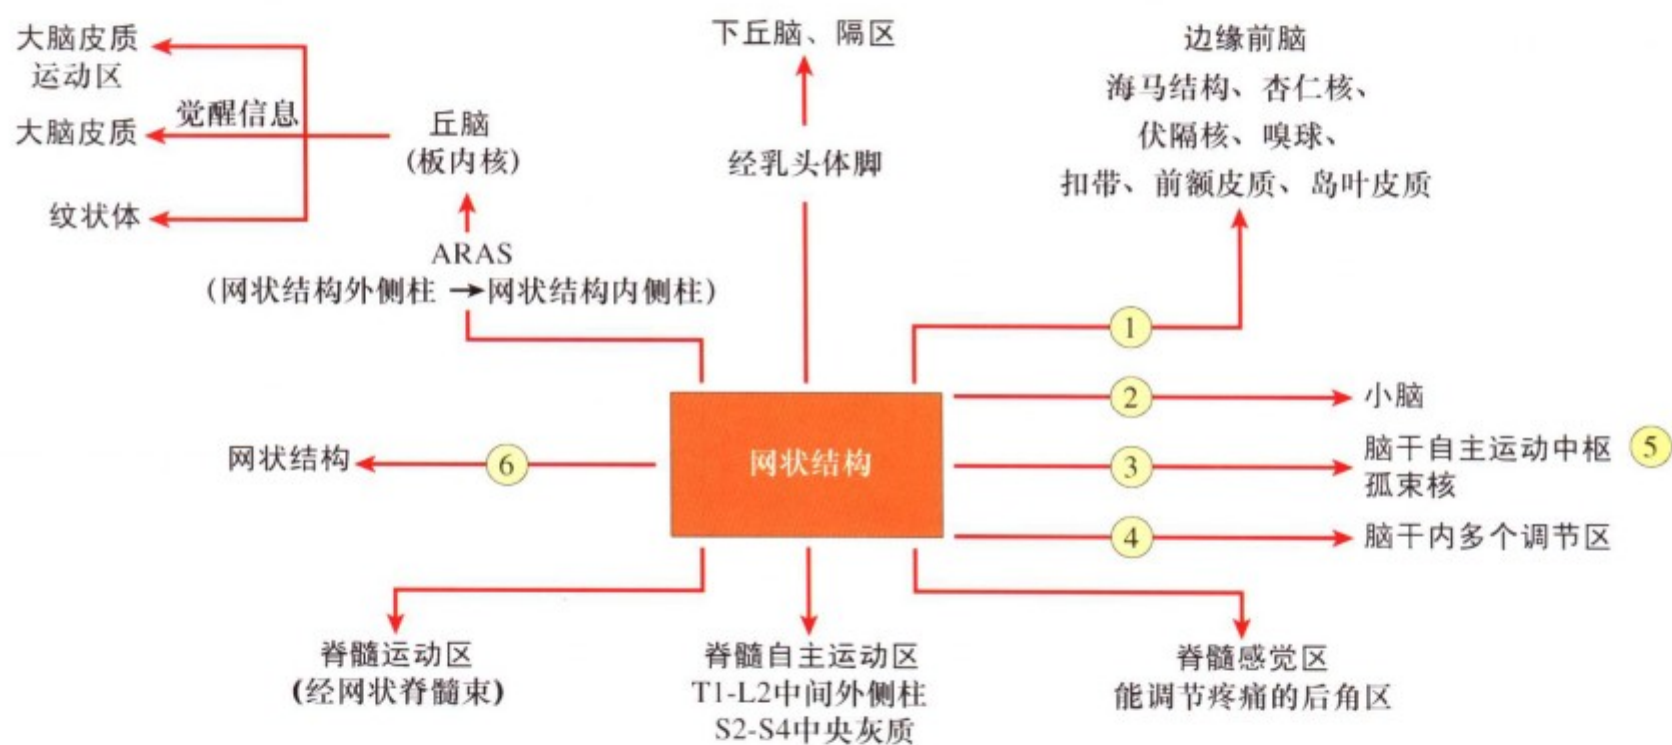 大脑皮质
运动区
大脑皮质
纹状体
觉醒信息
丘脑
(板内核)
ARAS
(网状结构外侧柱→网状结构内侧柱)
下丘脑、隔区
经乳头体脚
边缘前脑
海马结构、杏仁核、
伏隔核、嗅球、
扣带、前额皮质、岛叶皮质
1
2
小脑
3
脑干自主运动中枢 5
孤束核
4
脑干内多个调节区
网状结构
6
网状结构
脊髓运动区
(经网状脊髓束)
脊髓自主运动区
T1-L2中间外侧柱
S2-S4中央灰质
脊髓感觉区
能调节疼痛的后角区